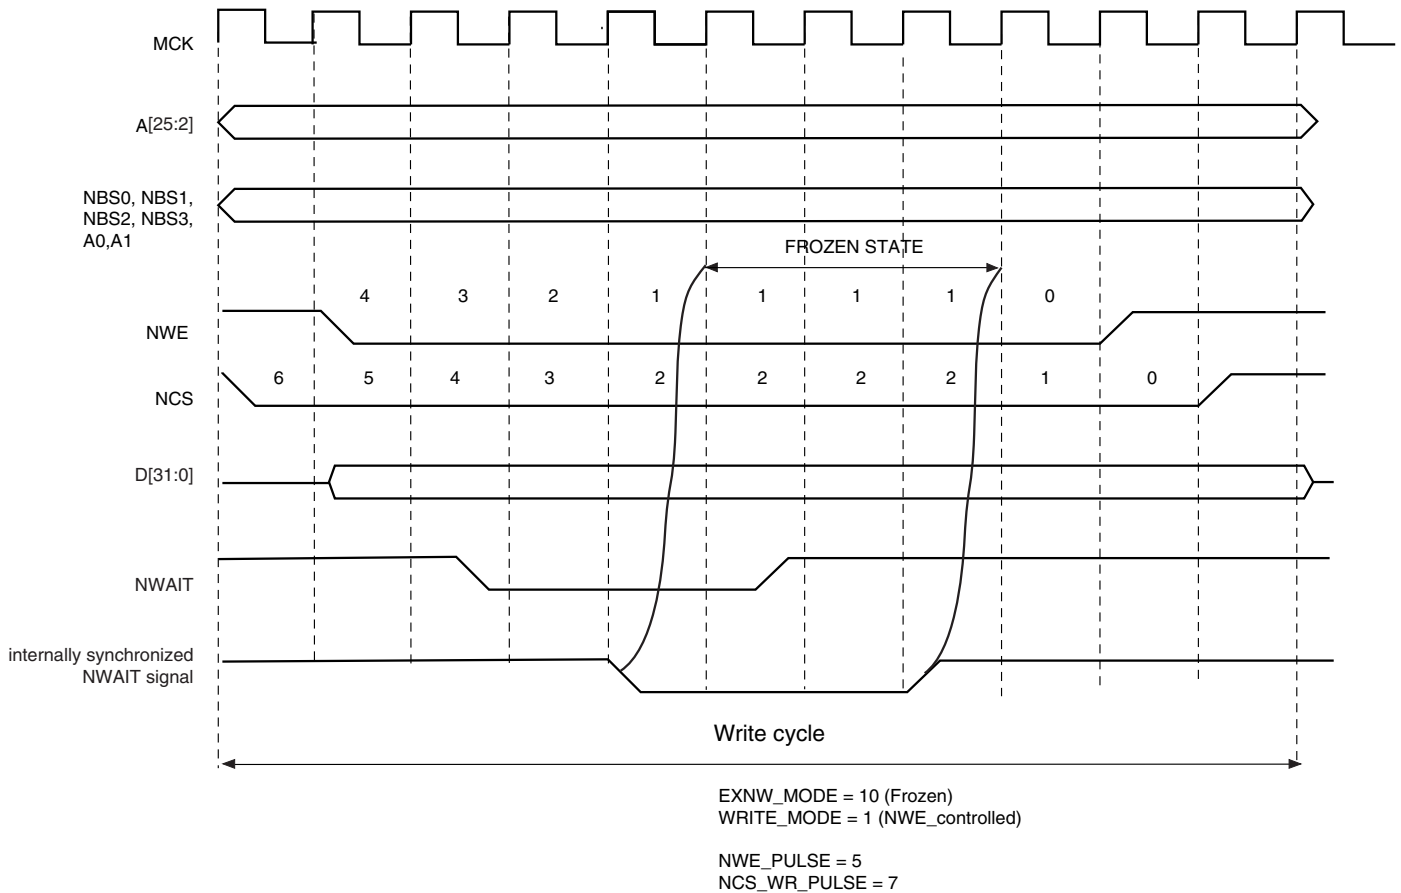 MCK
A[25:2]
NBS0, NBS1,
NBS2, NBS3,
A0,A1
FROZEN STATE
4 3 2 1 1 1 1 0
NWE
6 5 4 3 2 2 2 2 1 0
NCS
D[31:0]
NWAIT
internally synchronized
NWAIT signal
Write cycle
EXNW_MODE = 10 (Frozen)
WRITE_MODE = 1 (NWE_controlled)
NWE_PULSE = 5
NCS_WR_PULSE = 7